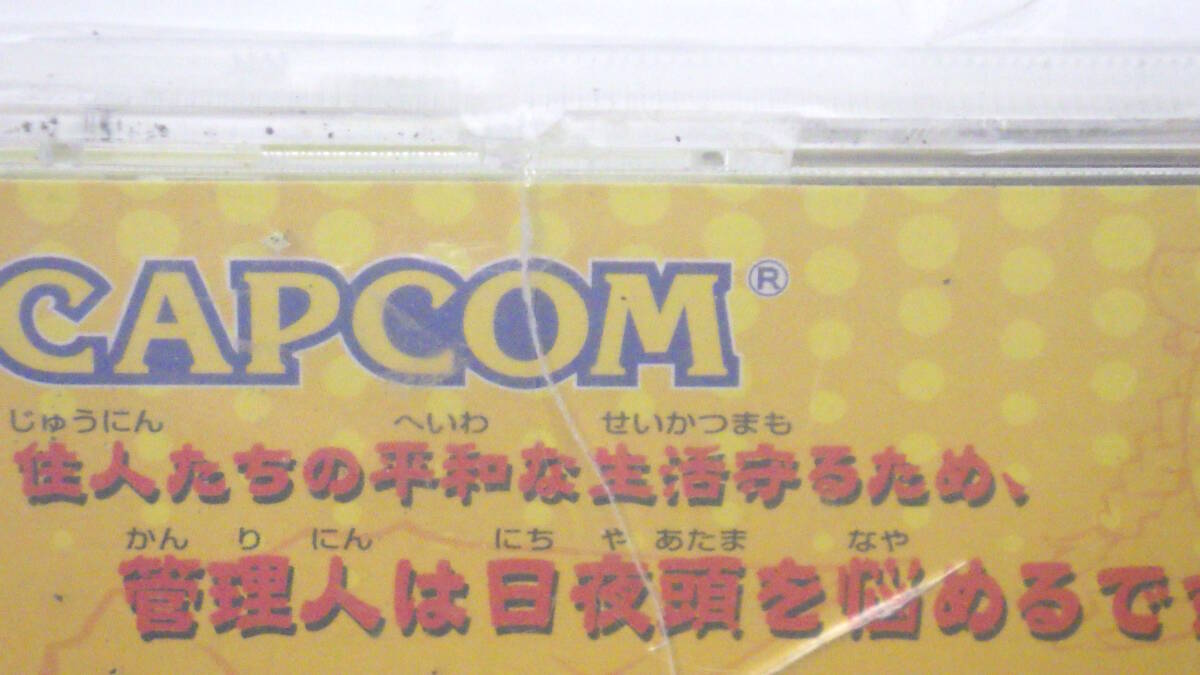 CAPCOM®
じゅうにん へいわ せいかつまも
住人たちの平和な生活守るため、
かん り にん にち や あたま なや
管理人は日夜頭を悩めるで